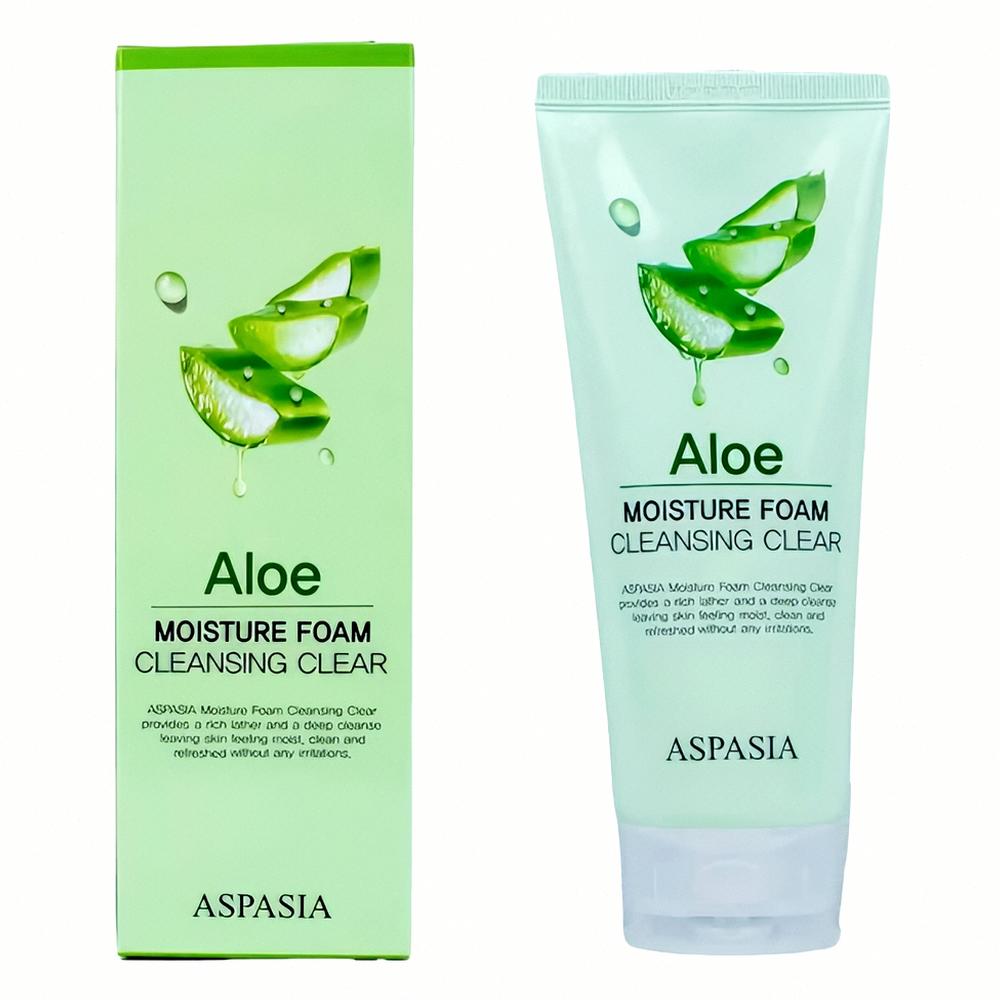 Aloe
MOISTURE FOAM
CLEANSING CLEAR
ASPASIA Moisture Foam Cleansing Clear
provides a rich lather and a deep cleanse
leaving skin feeling moist, clean and
refreshed without any irritations.
ASPASIA
Aloe
MOISTURE FOAM
CLEANSING CLEAR
ASPASIA Moisture Foam Cleansing Clear
provides a rich lather and a deep cleanse
leaving skin feeling moist, clean and
refreshed without any irritations.
ASPASIA